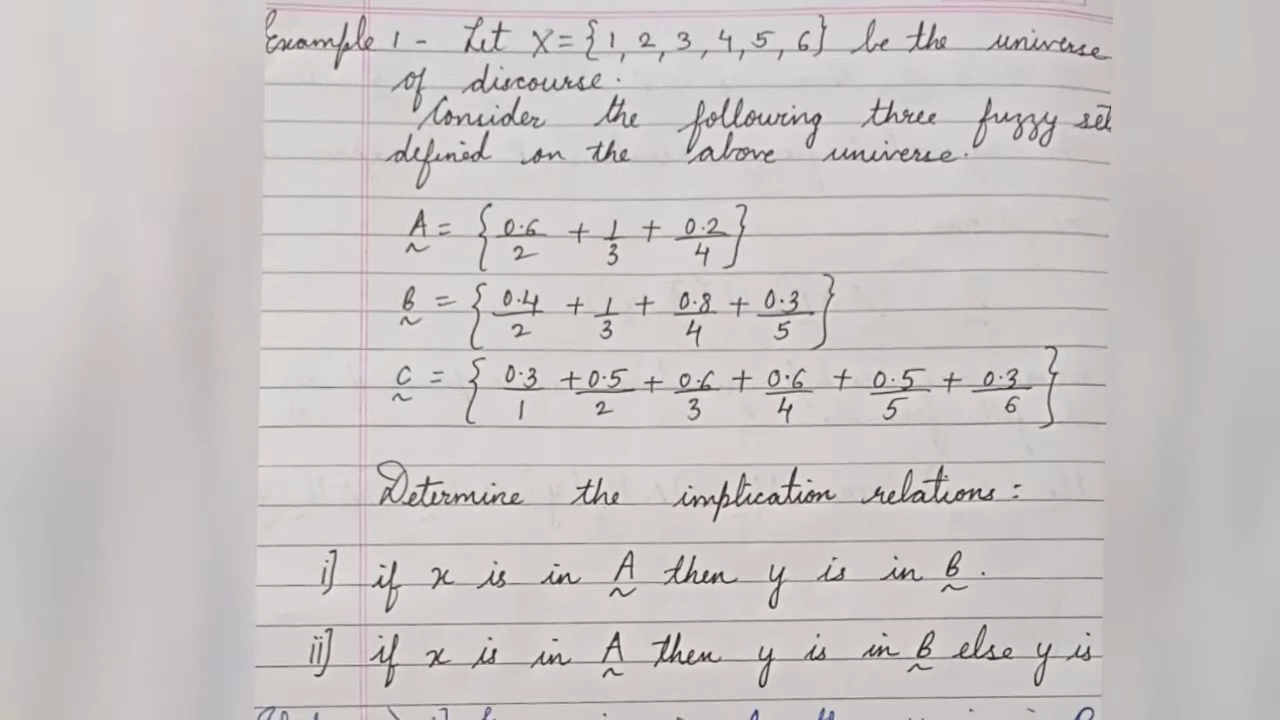 Example 1 - Let X = {1, 2, 3, 4, 5, 6} be the universe
of discourse.
Consider the following three fuzzy set
defined on the above universe.
A̰ = { 0.6/2 + 1/3 + 0.2/4 }
B̰ = { 0.4/2 + 1/3 + 0.8/4 + 0.3/5 }
C̰ = { 0.3/1 + 0.5/2 + 0.6/3 + 0.6/4 + 0.5/5 + 0.3/6 }
Determine the implication relations :
i] if x is in A̰ then y is in B̰ .
ii] if x is in A̰ then y is in B̰ else y is